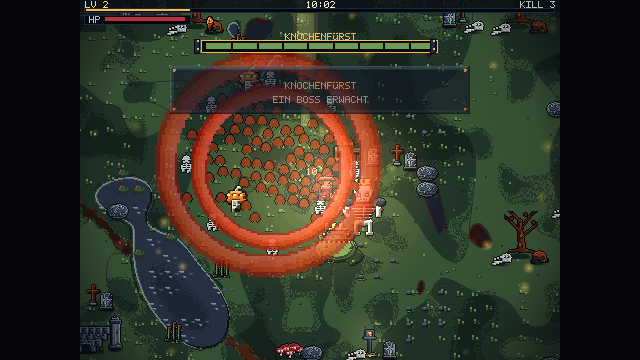 LV 2
10:02
KILL 3
HP
KNOCHENFÜRST
KNOCHENFÜRST
EIN BOSS ERWACHT.
10